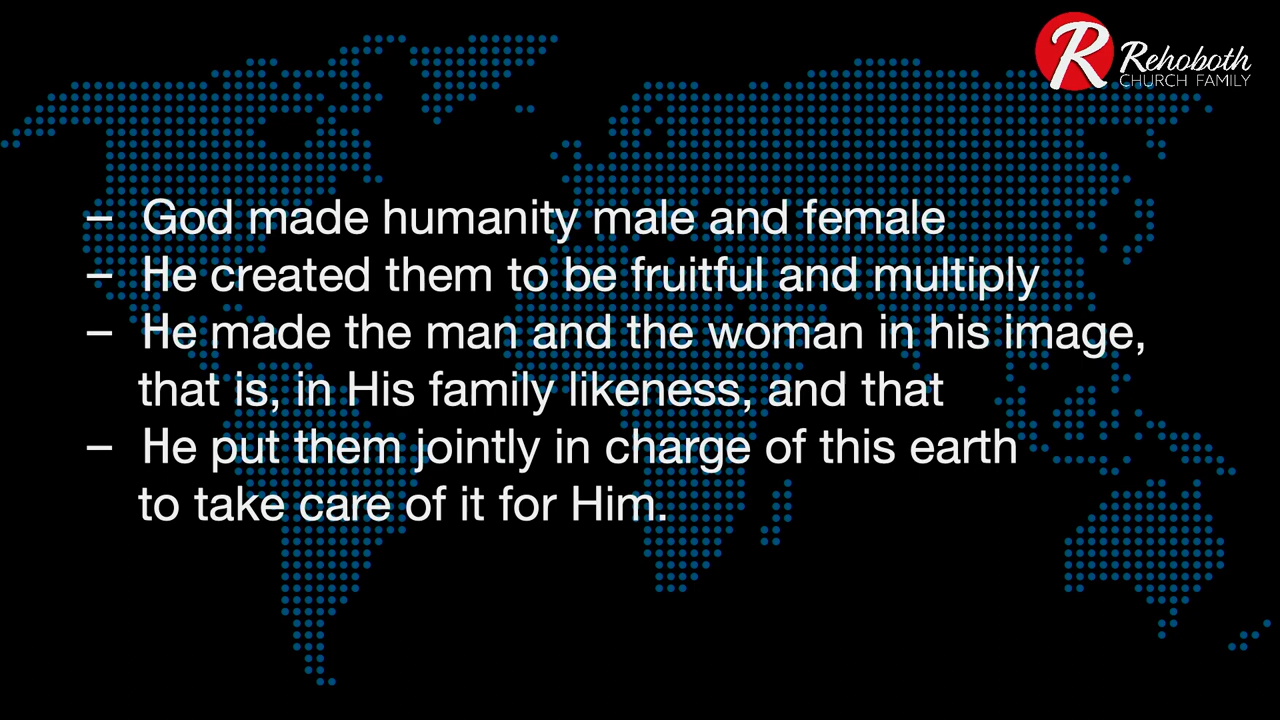 R Rehoboth
CHURCH FAMILY
– God made humanity male and female
– He created them to be fruitful and multiply
– He made the man and the woman in his image,
that is, in His family likeness, and that
– He put them jointly in charge of this earth
to take care of it for Him.